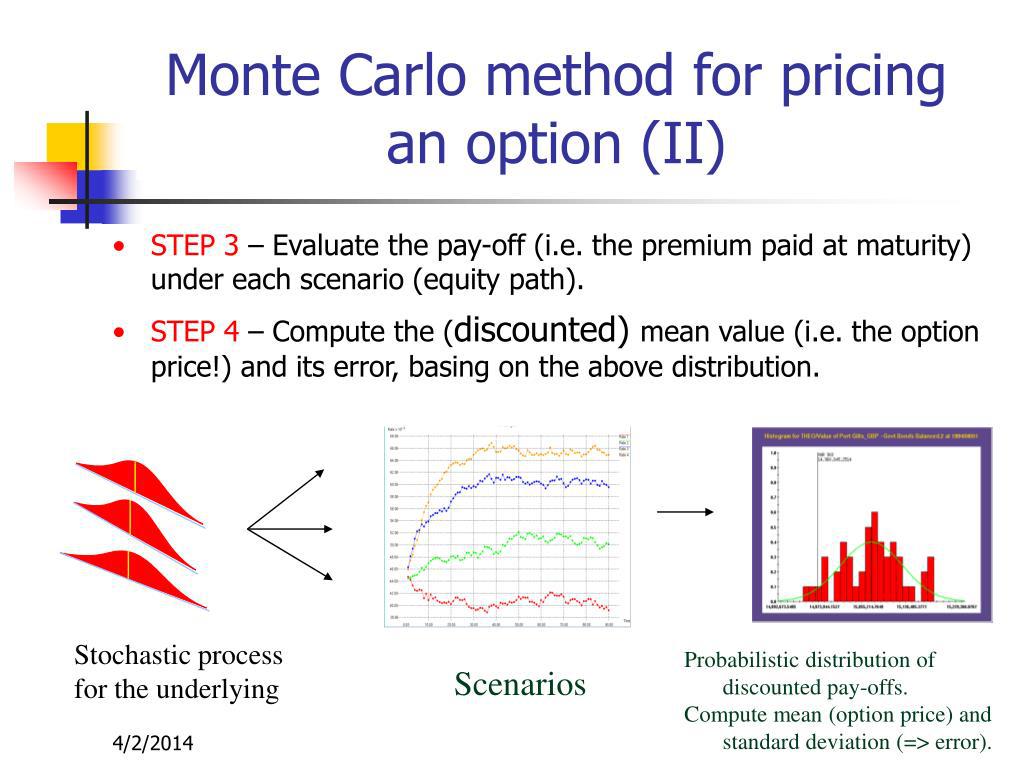 Monte Carlo method for pricing
an option (II)
• STEP 3 – Evaluate the pay-off (i.e. the premium paid at maturity)
under each scenario (equity path).
• STEP 4 – Compute the (discounted) mean value (i.e. the option
price!) and its error, basing on the above distribution.
Stochastic process
for the underlying
Scenarios
Probabilistic distribution of
discounted pay-offs.
Compute mean (option price) and
standard deviation (=> error).
4/2/2014